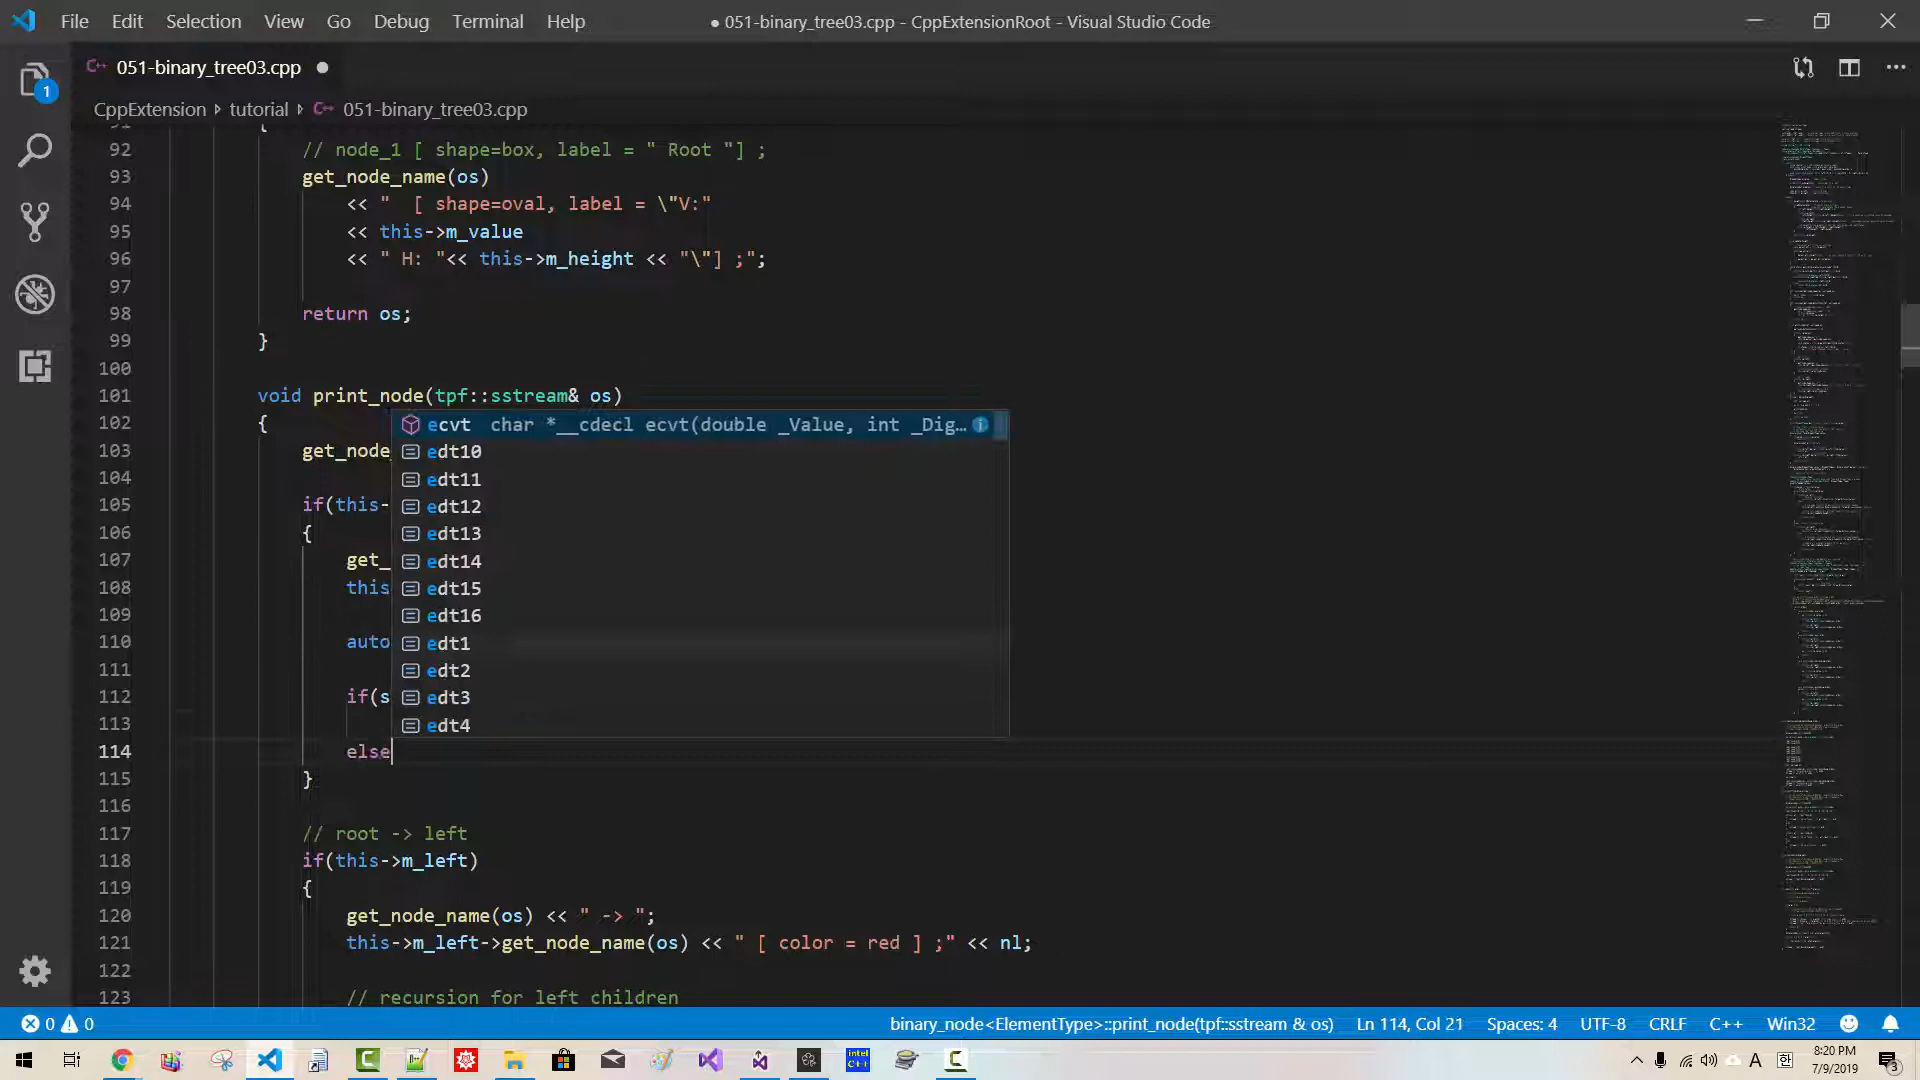 File Edit Selection View Go Debug Terminal Help
● 051-binary_tree03.cpp - CppExtensionRoot - Visual Studio Code
1
C++ 051-binary_tree03.cpp ●
CppExtension › tutorial › C++ 051-binary_tree03.cpp
91 {
92 // node_1 [ shape=box, label = " Root "] ;
93 get_node_name(os)
94 << "  [ shape=oval, label = \"V:"
95 << this->m_value
96 << " H: "<< this->m_height << "\"] ;";
97
98 return os;
99 }
100
101 void print_node(tpf::sstream& os)
102 {
103 get_node_
104
105 if(this-
106 {
107 get_
108 this
109
110 auto
111
112 if(s
113
114 else
115 }
116
117 // root -> left
118 if(this->m_left)
119 {
120 get_node_name(os) << " -> ";
121 this->m_left->get_node_name(os) << " [ color = red ] ;" << nl;
122
123 // recursion for left children
ecvt char *__cdecl ecvt(double _Value, int _Dig…
edt10
edt11
edt12
edt13
edt14
edt15
edt16
edt1
edt2
edt3
edt4
0 0
binary_node<ElementType>::print_node(tpf::sstream & os) Ln 114, Col 21 Spaces: 4 UTF-8 CRLF C++ Win32
intel C++
A 한 8:20 PM
7/9/2019 3